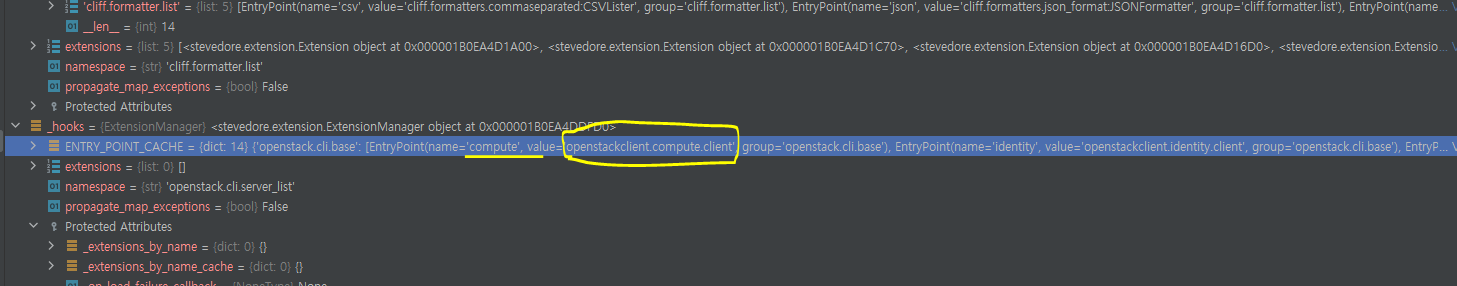 'cliff.formatter.list' = {list: 5} [EntryPoint(name='csv', value='cliff.formatters.commaseparated:CSVLister', group='cliff.formatter.list'), EntryPoint(name='json', value='cliff.formatters.json_format:JSONFormatter', group='cliff.formatter.list'), EntryPoint(name...
__len__ = {int} 14
extensions = {list: 5} [<stevedore.extension.Extension object at 0x000001B0EA4D1A00>, <stevedore.extension.Extension object at 0x000001B0EA4D1C70>, <stevedore.extension.Extension object at 0x000001B0EA4D16D0>, <stevedore.extension.Extensio...
namespace = {str} 'cliff.formatter.list'
propagate_map_exceptions = {bool} False
Protected Attributes
_hooks = {ExtensionManager} <stevedore.extension.ExtensionManager object at
ENTRY_POINT_CACHE = {dict: 14} {'openstack.cli.base': [EntryPoint(name='compute', value='openstackclient.compute.client', group='openstack.cli.base'), EntryPoint(name='identity', value='openstackclient.identity.client', group='openstack.cli.base'), EntryP...
extensions = {list: 0} []
namespace = {str} 'openstack.cli.server_list'
propagate_map_exceptions = {bool} False
Protected Attributes
_extensions_by_name = {dict: 0} {}
_extensions_by_name_cache = {dict: 0} {}
_on_load_failure_callback = {NoneType} None